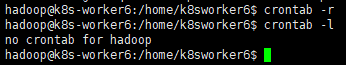 hadoop@k8s-worker6:/home/k8sworker6$ crontab -r
hadoop@k8s-worker6:/home/k8sworker6$ crontab -l
no crontab for hadoop
hadoop@k8s-worker6:/home/k8sworker6$